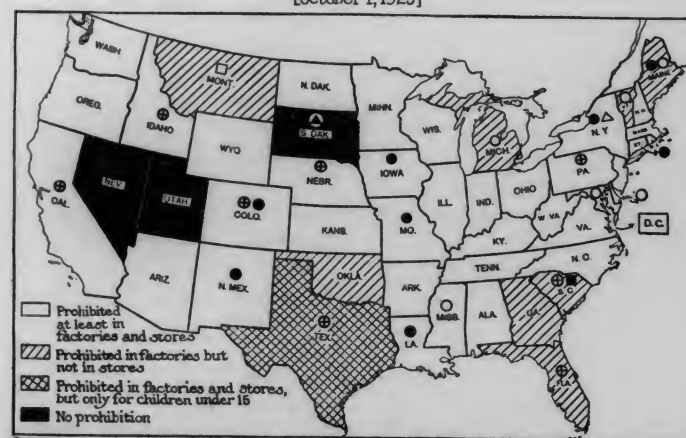 [October 1, 1925]
WASH.
MONT.
N. DAK.
MINN.
MAINE
OREG.
IDAHO
WYO.
S. DAK.
WIS.
MICH.
N.Y.
NEV.
UTAH
COLO.
NEBR.
IOWA
ILL.
IND.
OHIO
PA.
CAL.
KANS.
MO.
KY.
W. VA.
VA.
D.C.
ARIZ.
N. MEX.
OKLA.
ARK.
TENN.
N. C.
S. C.
TEX.
LA.
MISS.
ALA.
GA.
FLA.
Prohibited
at least in
factories and stores
Prohibited in factories but
not in stores
Prohibited in factories and stores,
but only for children under 15
No prohibition